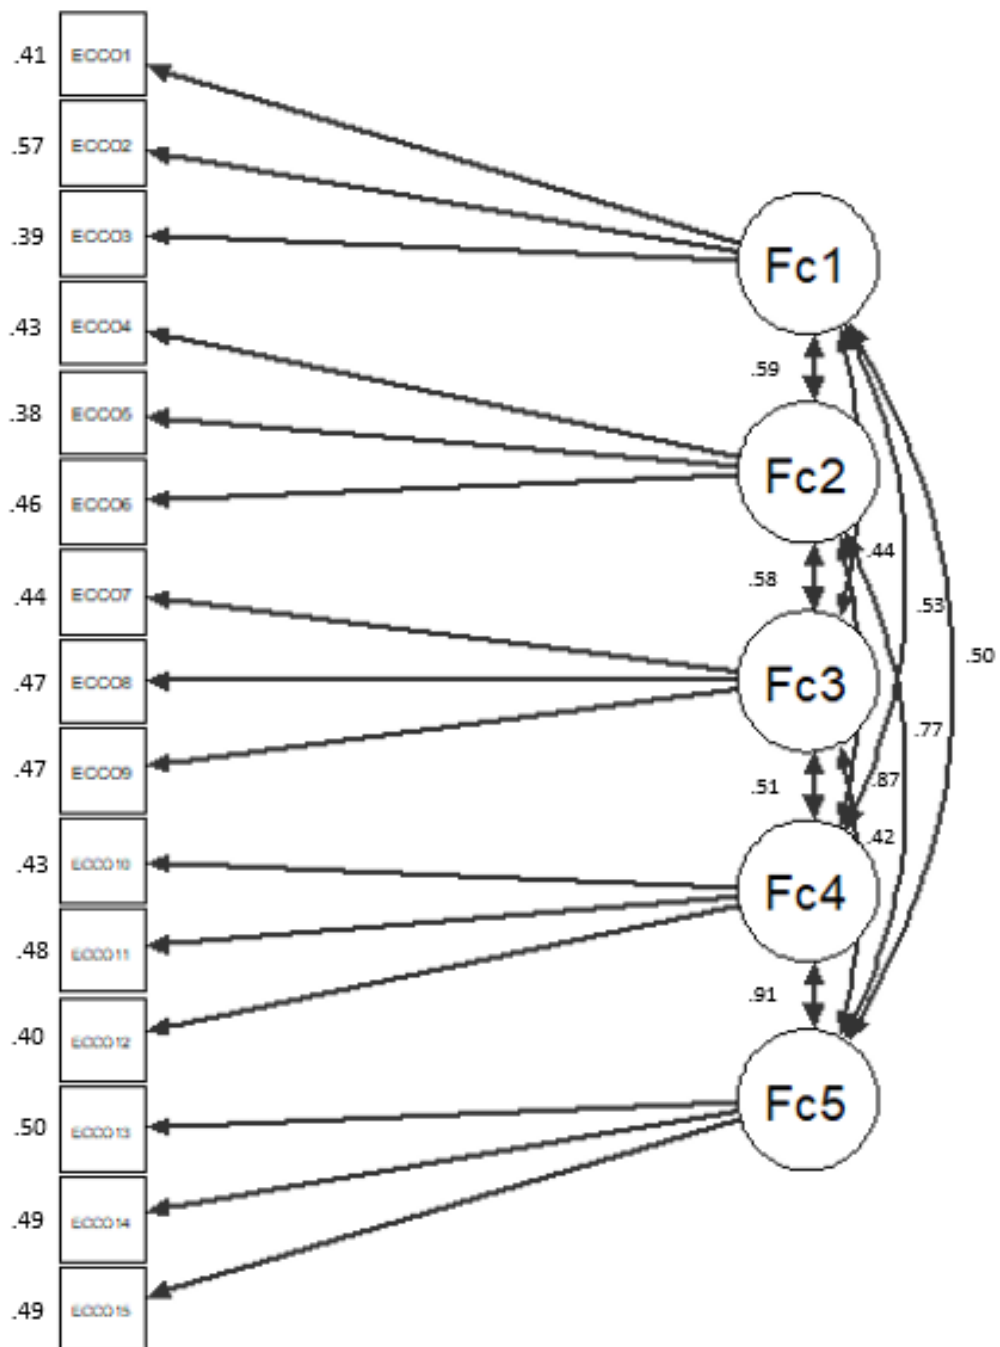 .41 ECCO1
.57 ECCO2
.39 ECCO3
Fc1
.43 ECCO4
.59
.38 ECCO5
Fc2
.46 ECCO6
.44
.58
.44 ECCO7
.53
.50
.47 ECCO8
Fc3
.77
.47 ECCO9
.51
.87
.42
.43 ECCO10
Fc4
.48 ECCO11
.91
.40 ECCO12
Fc5
.50 ECCO13
.49 ECCO14
.49 ECCO15